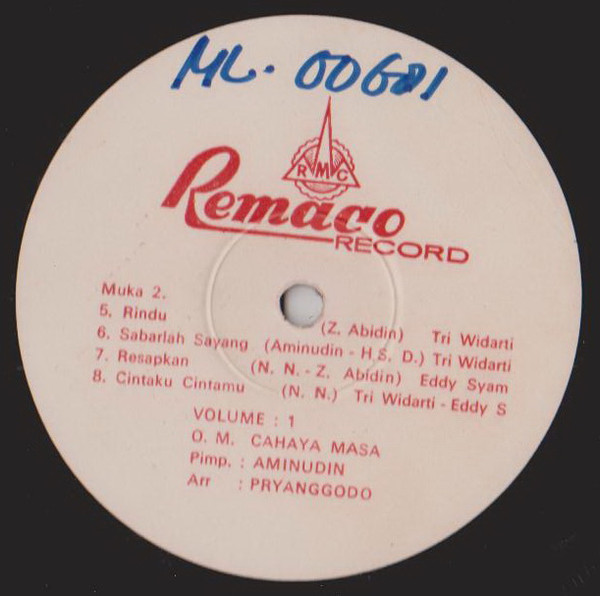 ML. 00681
RMC
Remaco
RECORD
Muka 2.
5. Rindu (Z. Abidin) Tri Widarti
6. Sabarlah Sayang (Aminudin - H.S. D.) Tri Widarti
7. Resapkan (N. N. - Z. Abidin) Eddy Syam
8. Cintaku Cintamu (N. N.) Tri Widarti - Eddy S
VOLUME : 1
O. M. CAHAYA MASA
Pimp. : AMINUDIN
Arr : PRYANGGODO